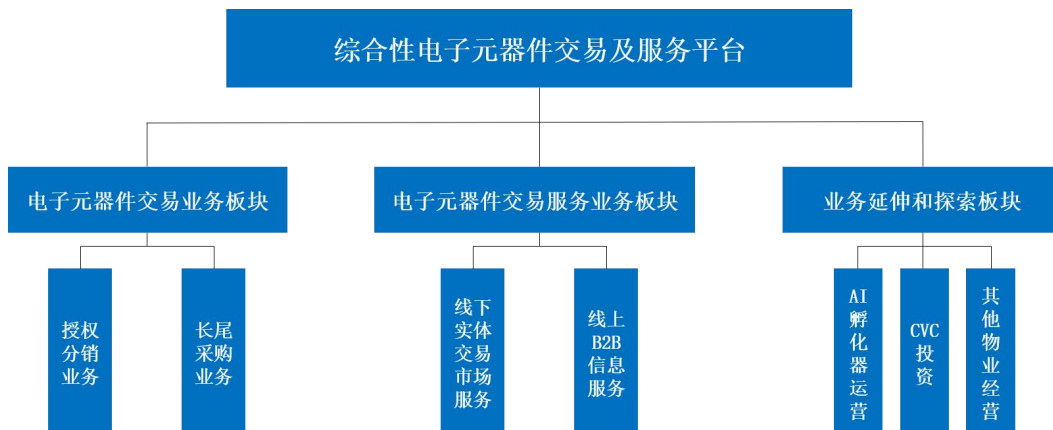 综合性电子元器件交易及服务平台
电子元器件交易业务板块
电子元器件交易服务业务板块
业务延伸和探索板块
授权
分销
业务
长尾
采购
业务
线下
实体
交易
市场
服务
线上
B2B
信息
服务
AI
孵
化
器
运
营
CVC
投
资
其
他
物
业
经
营